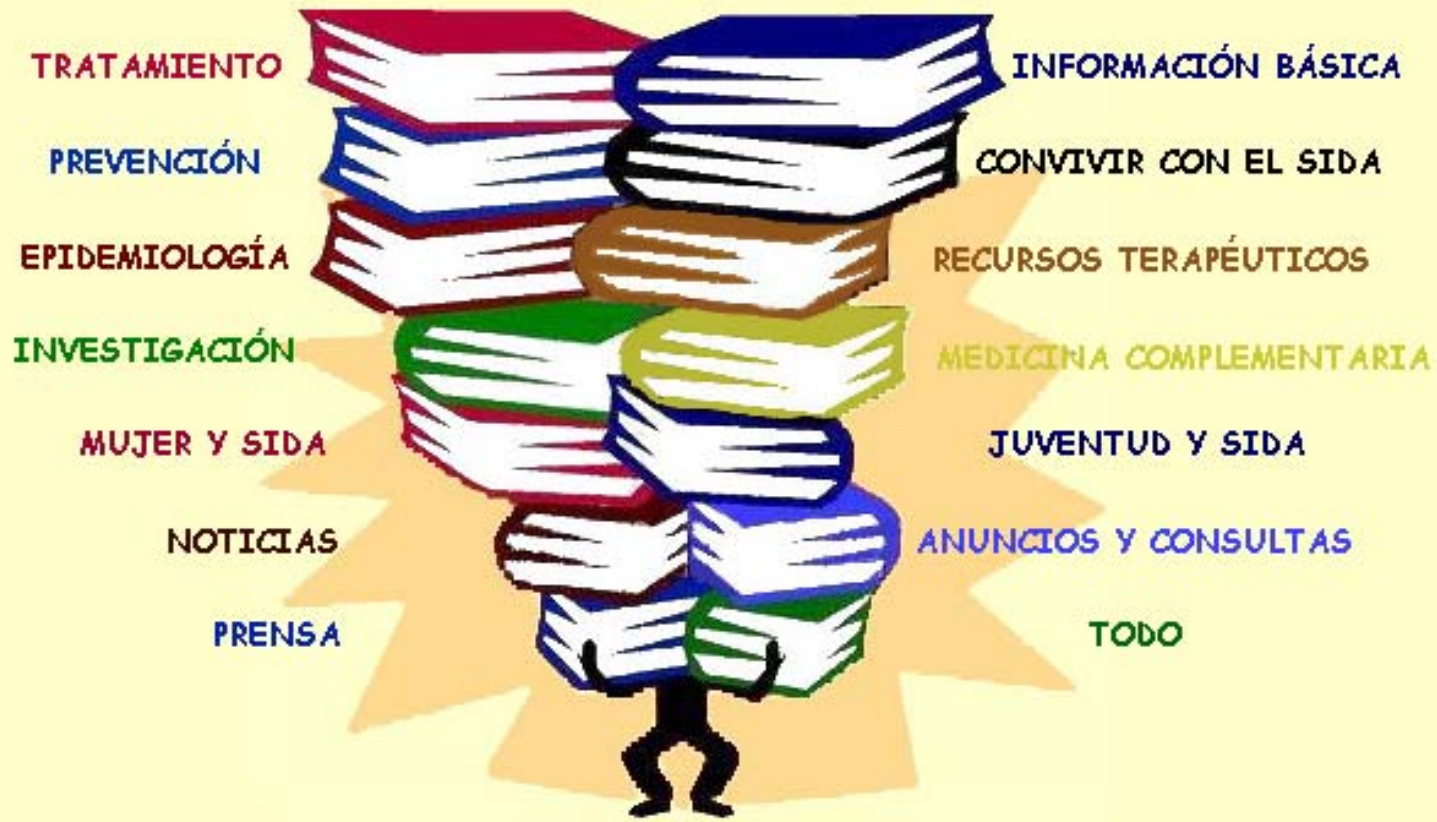 TRATAMIENTO
INFORMACIÓN BÁSICA
PREVENCIÓN
CONVIVIR CON EL SIDA
EPIDEMIOLOGÍA
RECURSOS TERAPÉUTICOS
INVESTIGACIÓN
MEDICINA COMPLEMENTARIA
MUJER Y SIDA
JUVENTUD Y SIDA
NOTICIAS
ANUNCIOS Y CONSULTAS
PRENSA
TODO